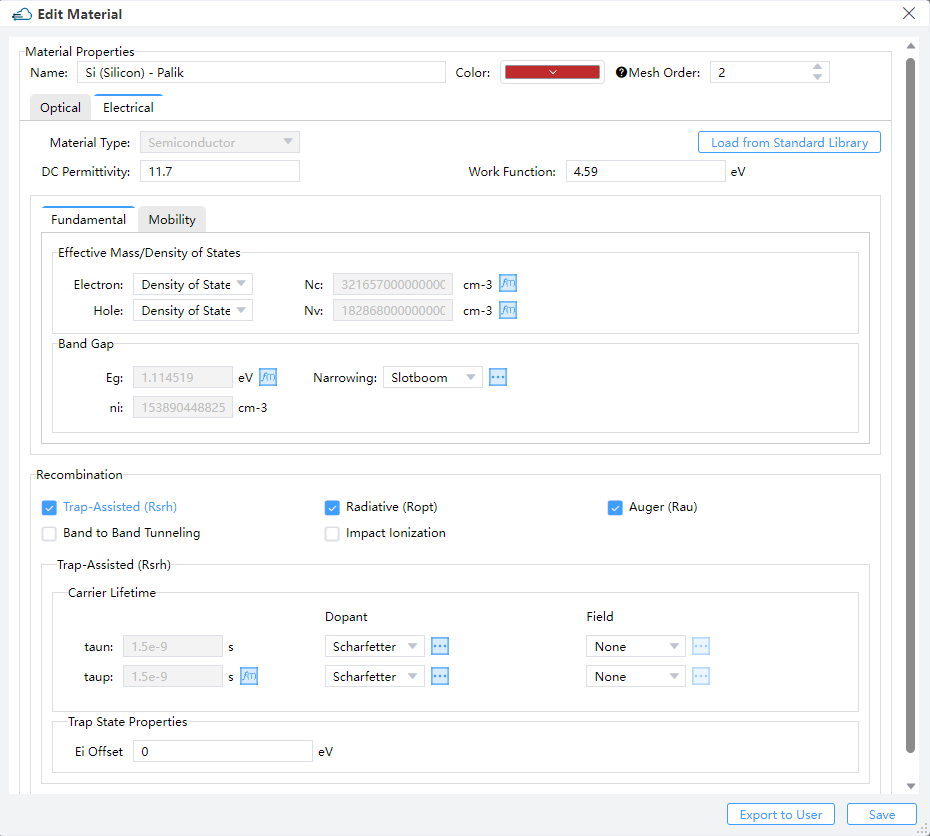 Edit Material
Material Properties
Name: Si (Silicon) - Palik Color: Mesh Order: 2
Optical Electrical
Material Type: Semiconductor Load from Standard Library
DC Permittivity: 11.7 Work Function: 4.59 eV
Fundamental Mobility
Effective Mass/Density of States
Electron: Density of State Nc: 3216570000000C cm-3 f(T)
Hole: Density of State Nv: 1828680000000C cm-3 f(T)
Band Gap
Eg: 1.114519 eV f(T) Narrowing: Slotboom ...
ni: 153890448825 cm-3
Recombination
Trap-Assisted (Rsrh) Radiative (Ropt) Auger (Rau)
Band to Band Tunneling Impact Ionization
Trap-Assisted (Rsrh)
Carrier Lifetime
Dopant Field
taun: 1.5e-9 s Scharfetter ... None ...
taup: 1.5e-9 s f(T) Scharfetter ... None ...
Trap State Properties
Ei Offset 0 eV
Export to User Save